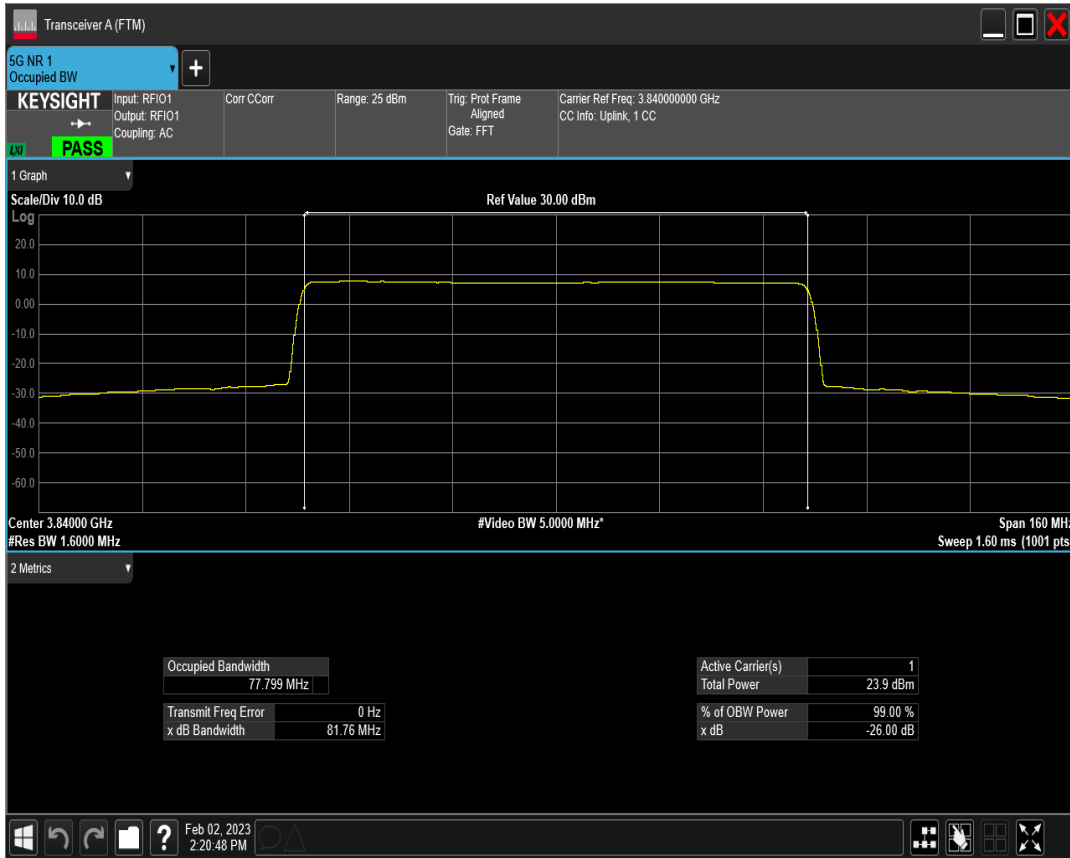 Transceiver A (FTM)
5G NR 1
Occupied BW
+
KEYSIGHT
Input: RFIO1
Output: RFIO1
Coupling: AC
Corr CCorr
Range: 25 dBm
Trig: Prot Frame
Aligned
Gate: FFT
Carrier Ref Freq: 3.840000000 GHz
CC Info: Uplink, 1 CC
LXI
PASS
1 Graph
Scale/Div 10.0 dB
Ref Value 30.00 dBm
Log
20.0
10.0
0.00
-10.0
-20.0
-30.0
-40.0
-50.0
-60.0
Center 3.84000 GHz
#Video BW 5.0000 MHz*
Span 160 MHz
#Res BW 1.6000 MHz
Sweep 1.60 ms (1001 pts
2 Metrics
Occupied Bandwidth
77.799 MHz
Transmit Freq Error 0 Hz
x dB Bandwidth 81.76 MHz
Active Carrier(s) 1
Total Power 23.9 dBm
% of OBW Power 99.00 %
x dB -26.00 dB
?
Feb 02, 2023
2:20:48 PM